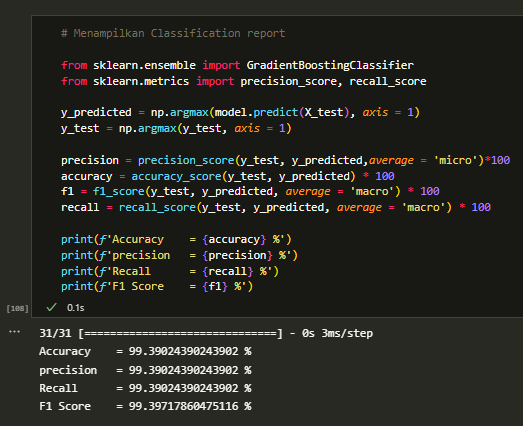 # Menampilkan Classification report
from sklearn.ensemble import GradientBoostingClassifier
from sklearn.metrics import precision_score, recall_score
y_predicted = np.argmax(model.predict(X_test), axis = 1)
y_test = np.argmax(y_test, axis = 1)
precision = precision_score(y_test, y_predicted,average = 'micro')*100
accuracy = accuracy_score(y_test, y_predicted) * 100
f1 = f1_score(y_test, y_predicted, average = 'macro') * 100
recall = recall_score(y_test, y_predicted, average = 'macro') * 100
print(f'Accuracy    = {accuracy} %')
print(f'precision   = {precision} %')
print(f'Recall      = {recall} %')
print(f'F1 Score    = {f1} %')
[108] ✓ 0.1s
... 31/31 [==============================] - 0s 3ms/step
Accuracy    = 99.39024390243902 %
precision   = 99.39024390243902 %
Recall      = 99.39024390243902 %
F1 Score    = 99.39717860475116 %